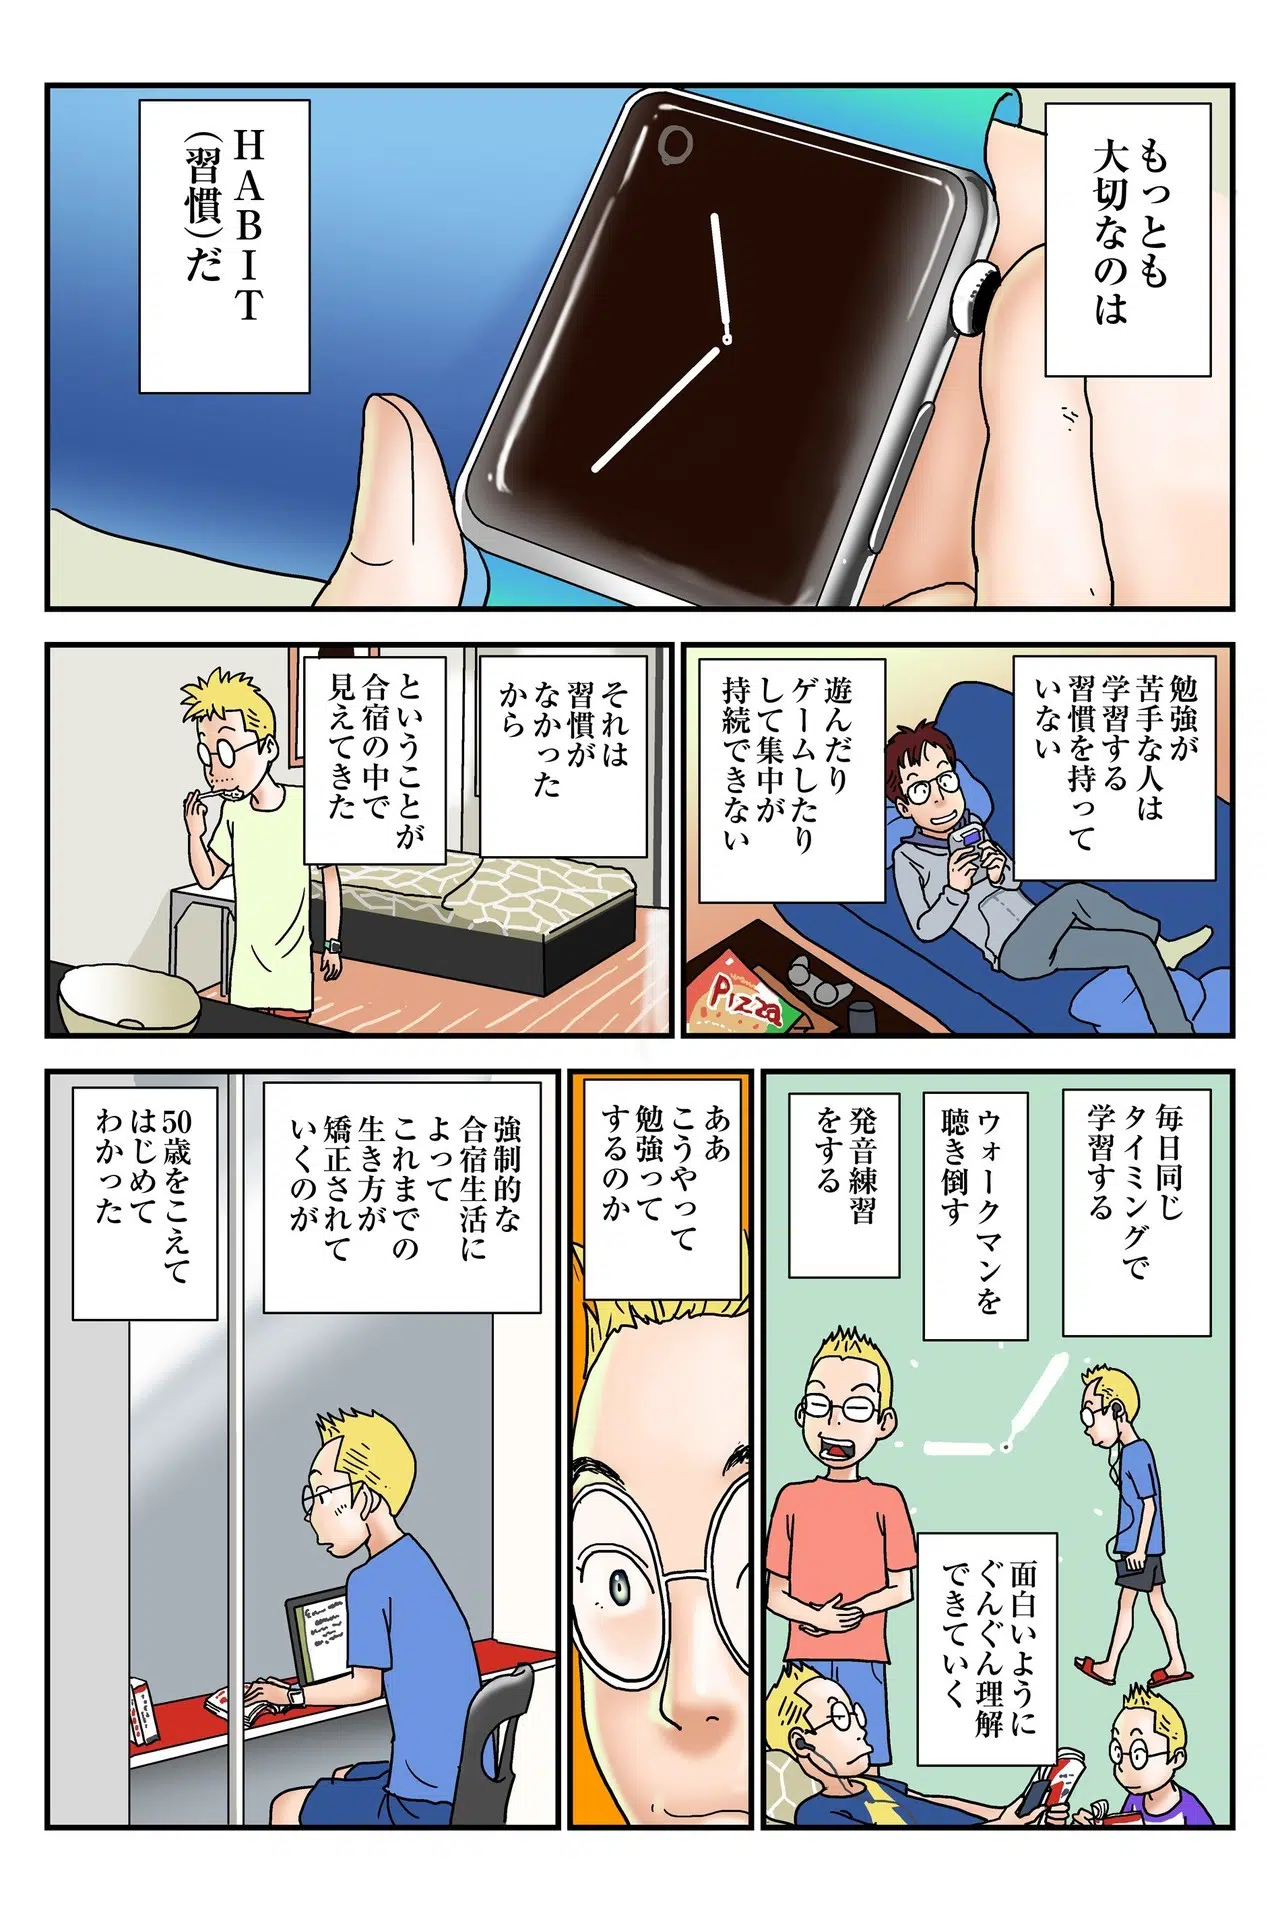 もっとも
大切なのは
HABIT
（習慣）だ
勉強が
苦手な人は
学習する
習慣を持って
いない
遊んだり
ゲームしたり
して集中が
持続できない
Pizza
それは
習慣が
なかった
から
ということが
合宿の中で
見えてきた
毎日同じ
タイミングで
学習する
ウォークマンを
聴き倒す
発音練習
をする
面白いように
ぐんぐん理解
できていく
ああ
こうやって
勉強って
するのか
強制的な
合宿生活に
よって
これまでの
生き方が
矯正されて
いくのが
50歳をこえて
はじめて
わかった